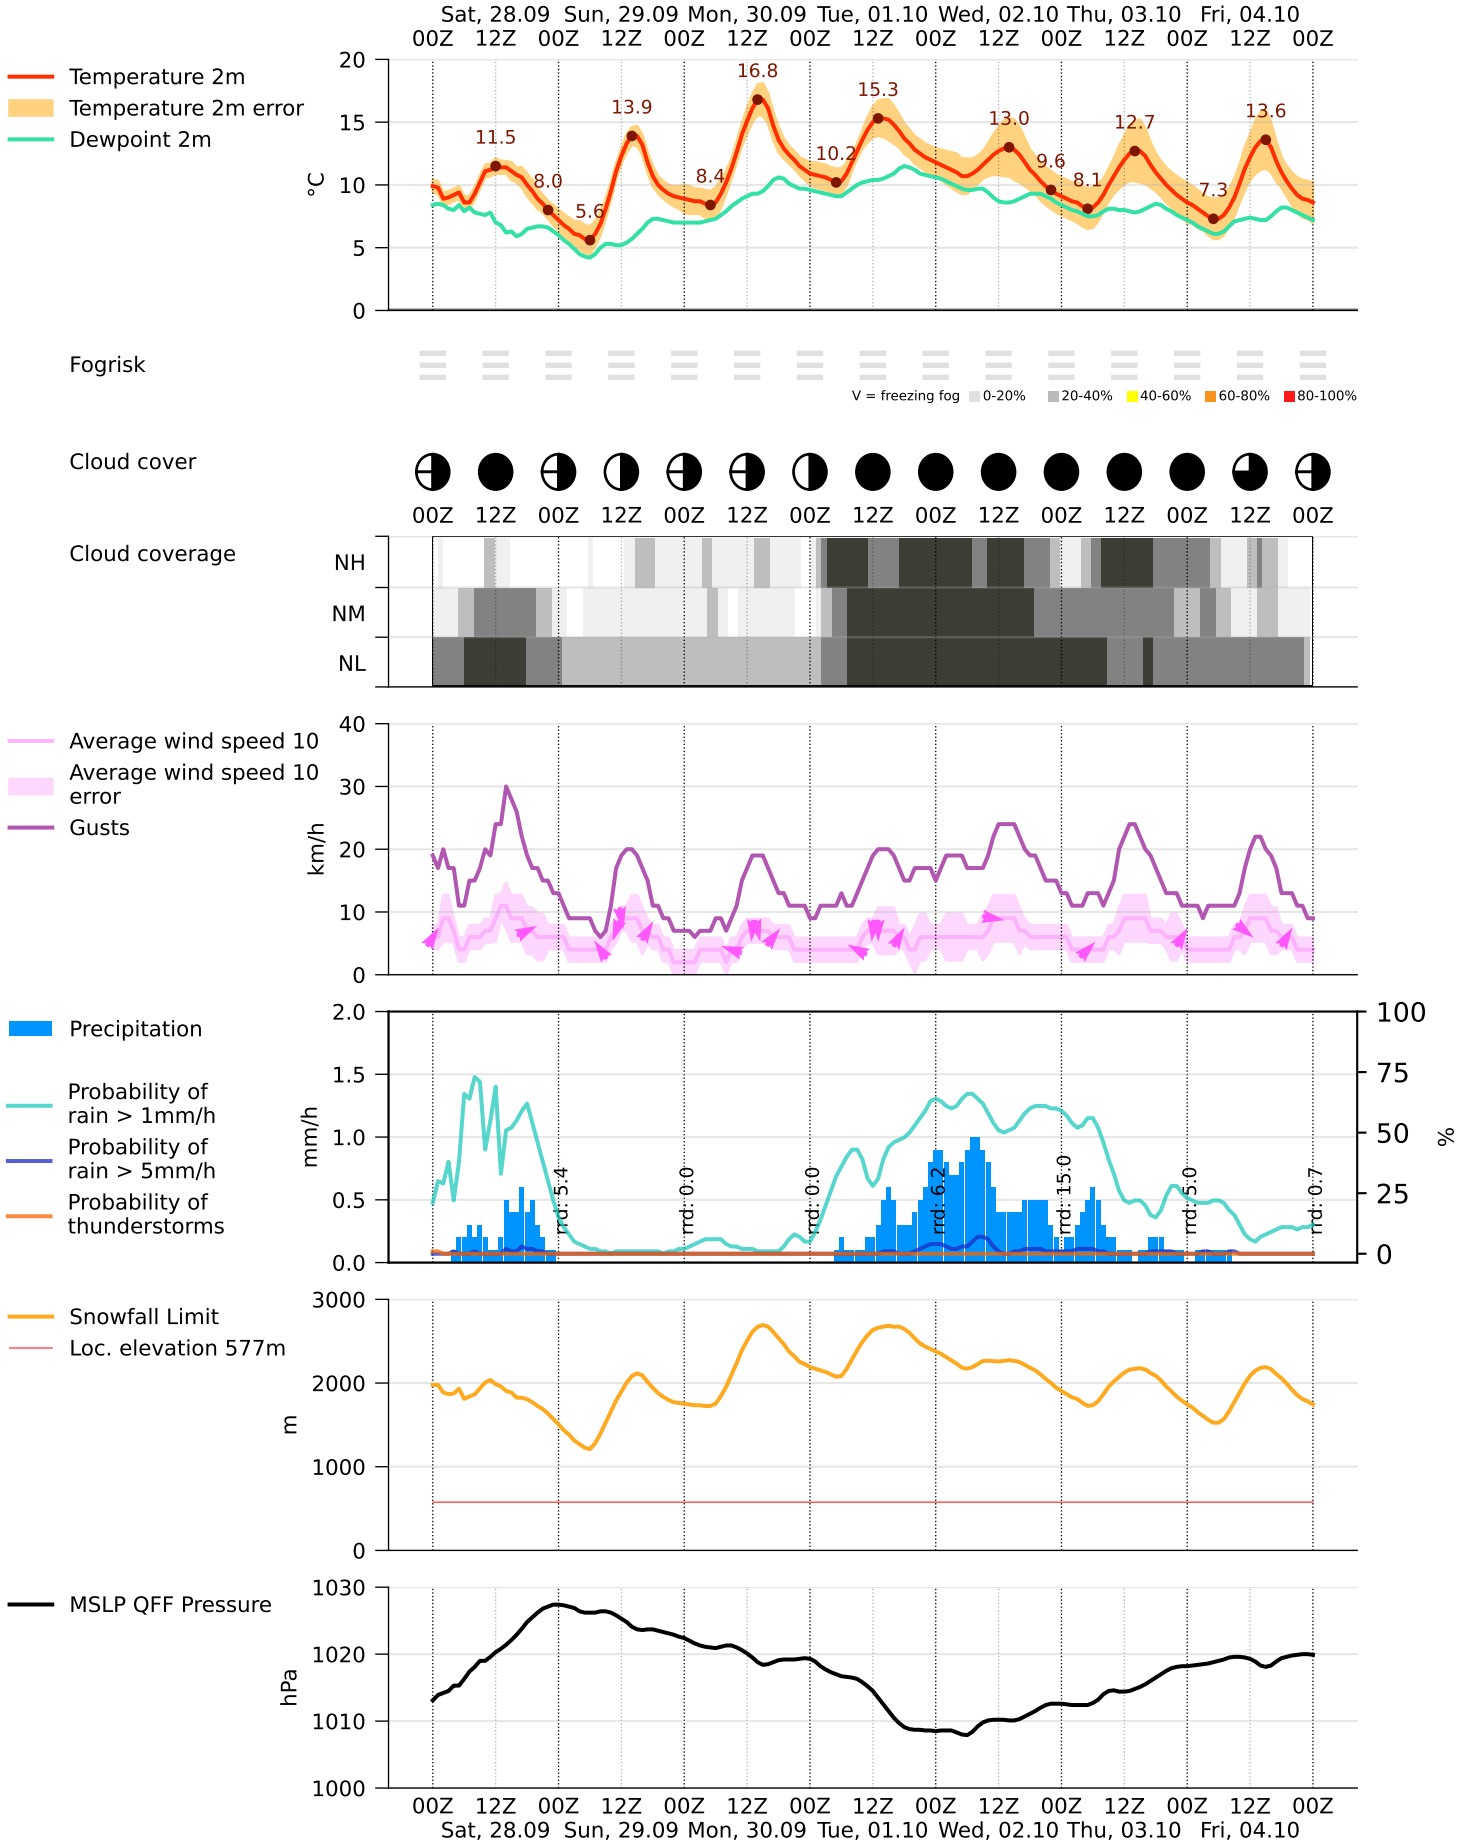 Sat, 28.09 Sun, 29.09 Mon, 30.09 Tue, 01.10 Wed, 02.10 Thu, 03.10 Fri, 04.10
00Z 12Z 00Z 12Z 00Z 12Z 00Z 12Z 00Z 12Z 00Z 12Z 00Z 12Z 00Z
Temperature 2m
Temperature 2m error
Dewpoint 2m
°C
20
15
10
5
0
11.5 8.0 5.6 13.9 8.4 16.8 10.2 15.3 13.0 9.6 8.1 12.7 7.3 13.6
Fogrisk
V = freezing fog 0-20% 20-40% 40-60% 60-80% 80-100%
Cloud cover
00Z 12Z 00Z 12Z 00Z 12Z 00Z 12Z 00Z 12Z 00Z 12Z 00Z 12Z 00Z
Cloud coverage
NH
NM
NL
Average wind speed 10
Average wind speed 10
error
Gusts
km/h
40
30
20
10
0
Precipitation
Probability of
rain > 1mm/h
Probability of
rain > 5mm/h
Probability of
thunderstorms
mm/h
2.0
1.5
1.0
0.5
0.0
rrd: 5.4 rrd: 0.0 rrd: 0.0 rrd: 6.2 rrd: 15.0 rrd: 5.0 rrd: 0.7
100
75
50
25
0
%
Snowfall Limit
Loc. elevation 577m
m
3000
2000
1000
0
MSLP QFF Pressure
hPa
1030
1020
1010
1000
00Z 12Z 00Z 12Z 00Z 12Z 00Z 12Z 00Z 12Z 00Z 12Z 00Z 12Z 00Z
Sat, 28.09 Sun, 29.09 Mon, 30.09 Tue, 01.10 Wed, 02.10 Thu, 03.10 Fri, 04.10